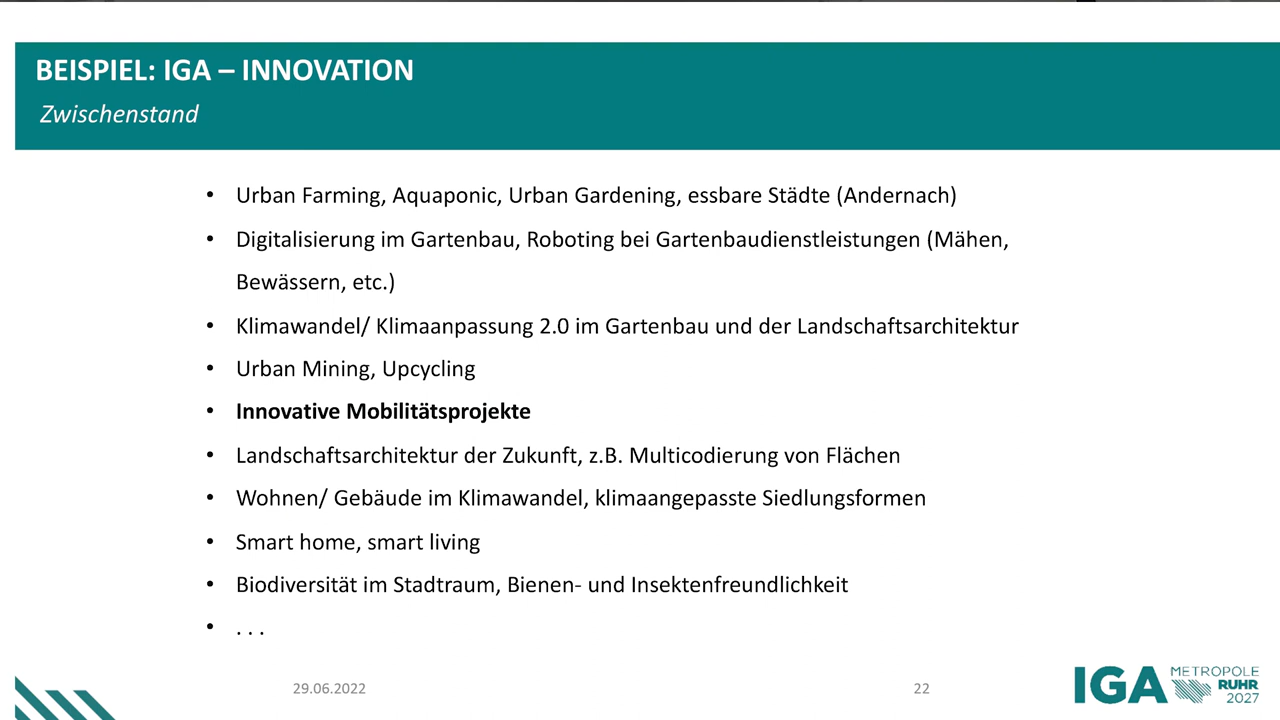 BEISPIEL: IGA – INNOVATION
Zwischenstand
• Urban Farming, Aquaponic, Urban Gardening, essbare Städte (Andernach)
• Digitalisierung im Gartenbau, Roboting bei Gartenbaudienstleistungen (Mähen,
Bewässern, etc.)
• Klimawandel/ Klimaanpassung 2.0 im Gartenbau und der Landschaftsarchitektur
• Urban Mining, Upcycling
• Innovative Mobilitätsprojekte
• Landschaftsarchitektur der Zukunft, z.B. Multicodierung von Flächen
• Wohnen/ Gebäude im Klimawandel, klimaangepasste Siedlungsformen
• Smart home, smart living
• Biodiversität im Stadtraum, Bienen- und Insektenfreundlichkeit
• . . .
29.06.2022
22
IGA METROPOLE
RUHR
2027